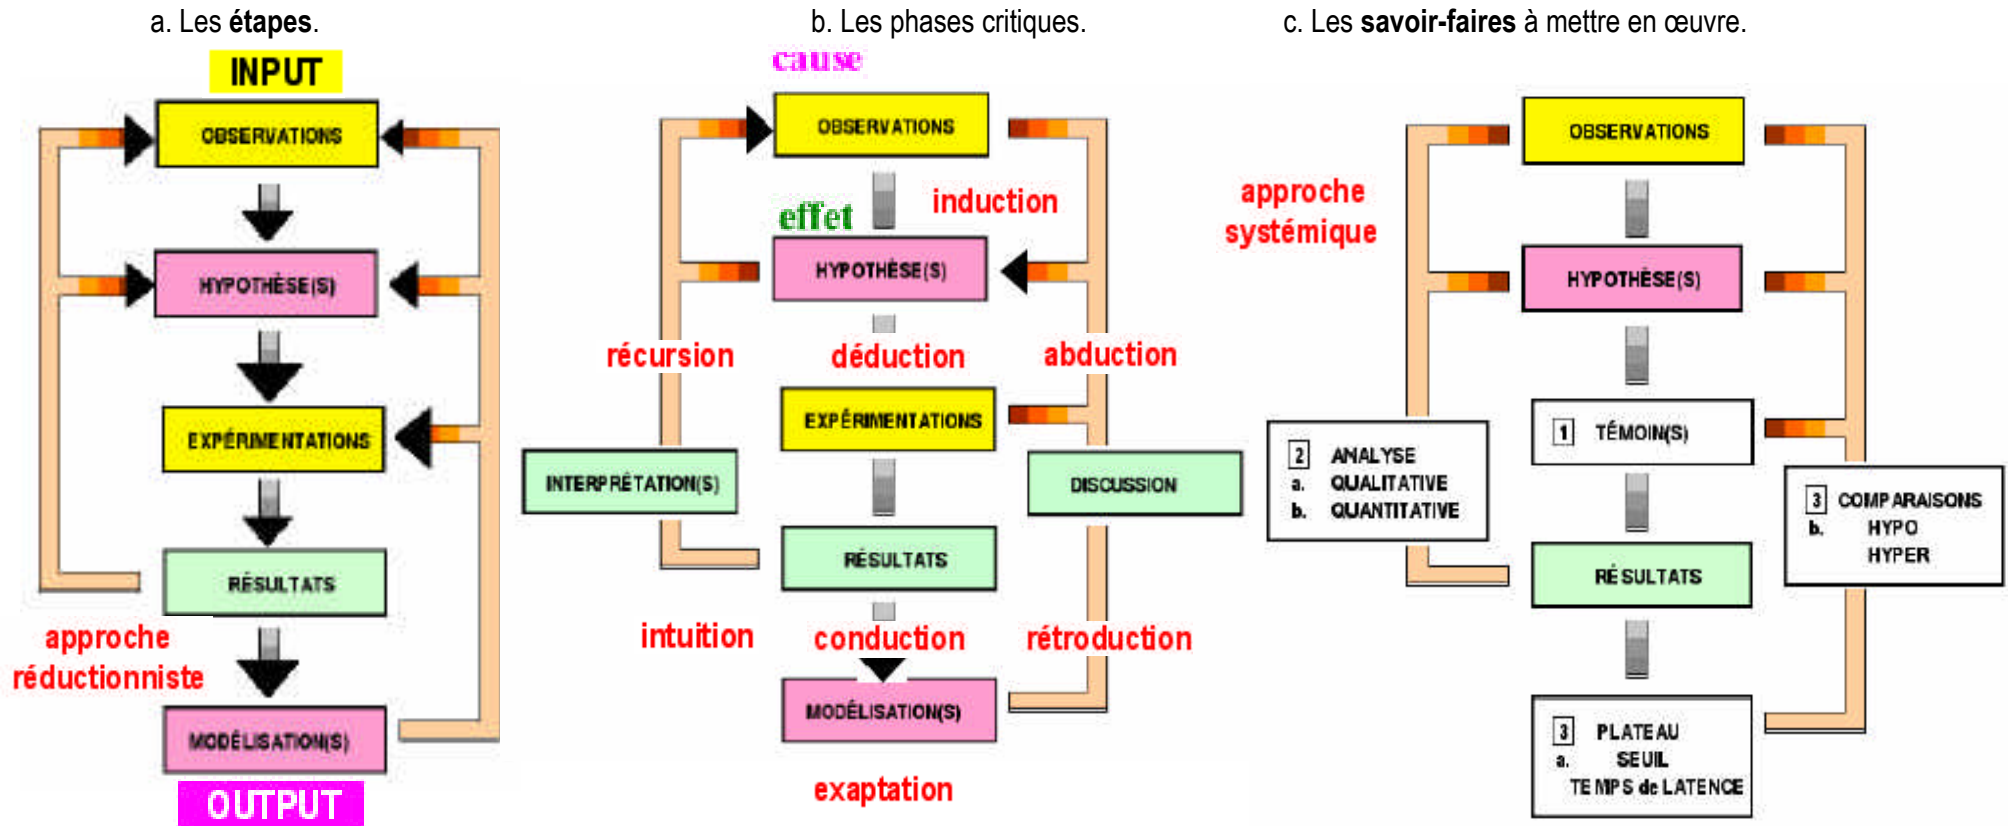 a. Les étapes.
INPUT
OBSERVATIONS
HYPOTHÈSE(S)
EXPÉRIMENTATIONS
RÉSULTATS
approche
réductionniste
MODÉLISATION(S)
OUTPUT
b. Les phases critiques.
cause
OBSERVATIONS
induction
effet
HYPOTHÈSE(S)
récursion
déduction
abduction
EXPÉRIMENTATIONS
INTERPRÉTATION(S)
DISCUSSION
RÉSULTATS
intuition
conduction
rétroduction
MODÉLISATION(S)
exaptation
c. Les savoir-faires à mettre en œuvre.
OBSERVATIONS
approche
systémique
HYPOTHÈSE(S)
1 TÉMOIN(S)
2 ANALYSE
a. QUALITATIVE
b. QUANTITATIVE
3 COMPARAISONS
b. HYPO
HYPER
RÉSULTATS
3 PLATEAU
a. SEUIL
TEMPS de LATENCE